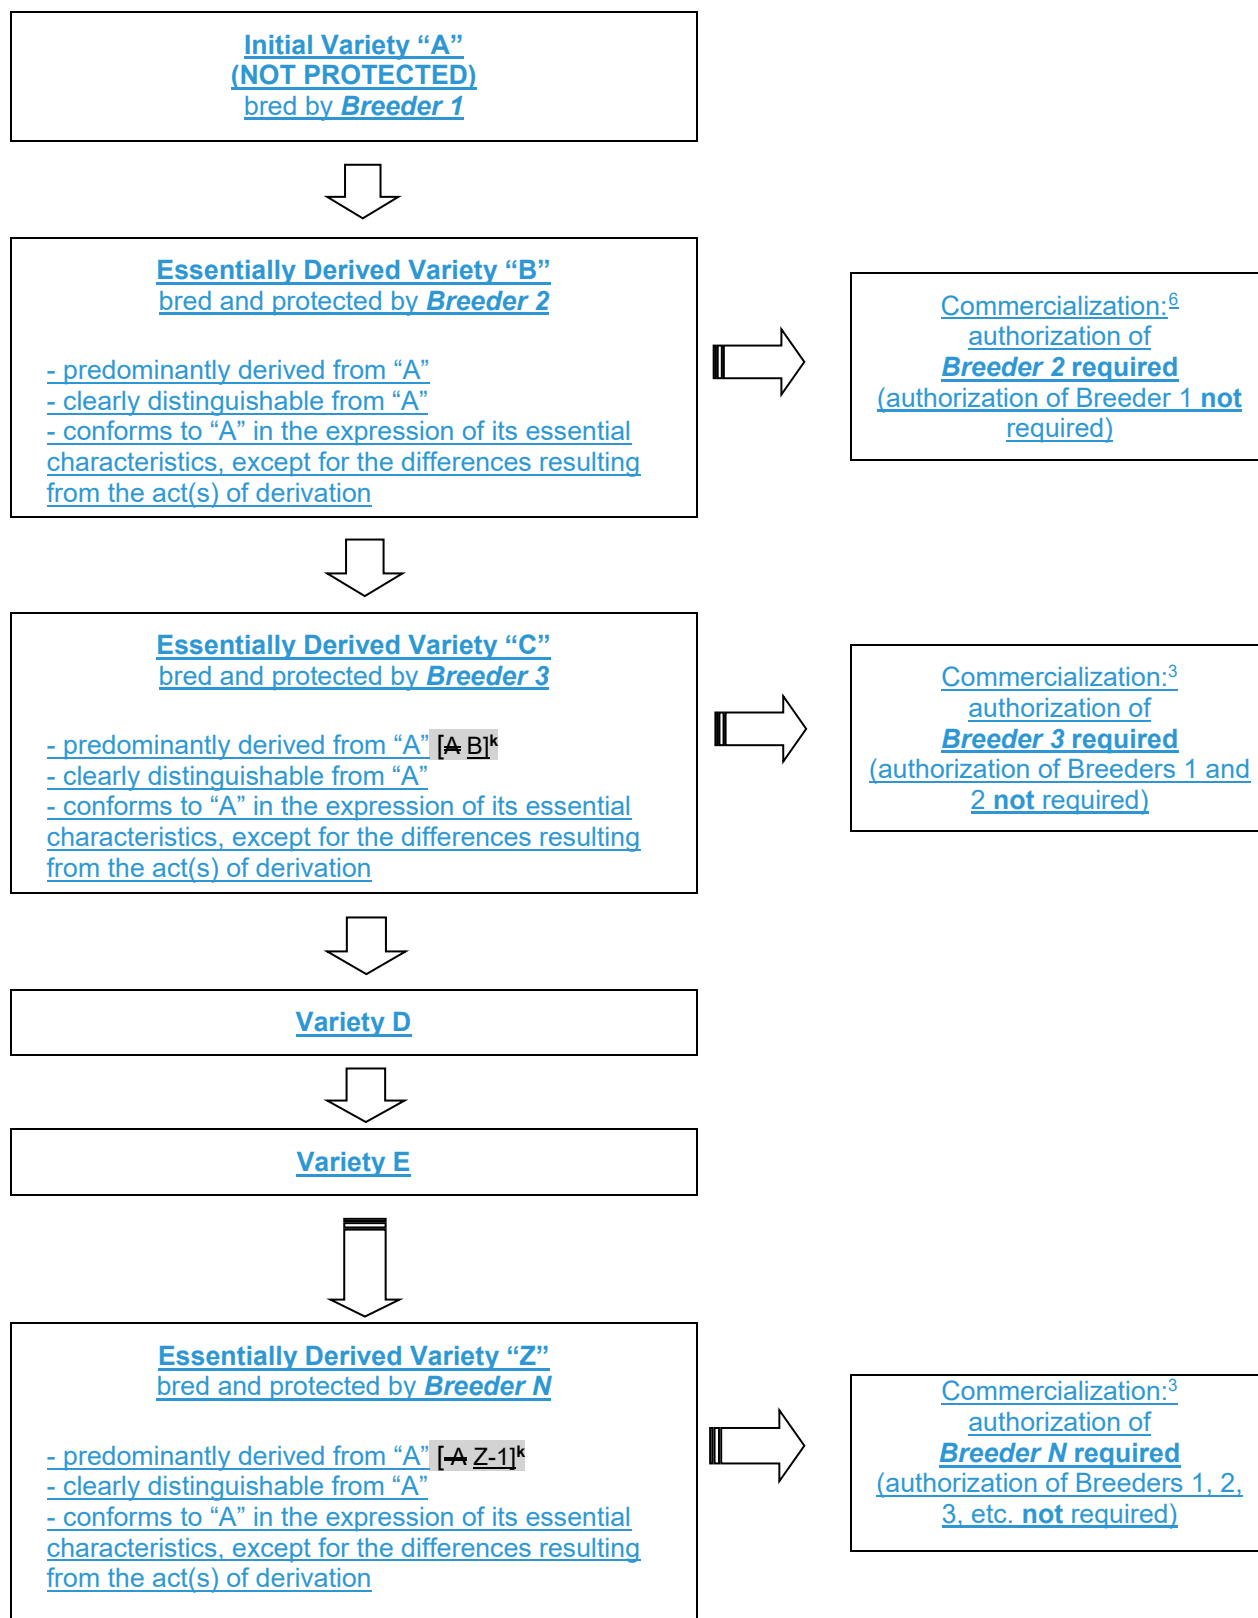 Initial Variety “A”
(NOT PROTECTED)
bred by Breeder 1
Essentially Derived Variety “B”
bred and protected by Breeder 2
- predominantly derived from “A”
- clearly distinguishable from “A”
- conforms to “A” in the expression of its essential
characteristics, except for the differences resulting
from the act(s) of derivation
Commercialization:6
authorization of
Breeder 2 required
(authorization of Breeder 1 not
required)
Essentially Derived Variety “C”
bred and protected by Breeder 3
- predominantly derived from “A” [A B]k
- clearly distinguishable from “A”
- conforms to “A” in the expression of its essential
characteristics, except for the differences resulting
from the act(s) of derivation
Commercialization:3
authorization of
Breeder 3 required
(authorization of Breeders 1 and
2 not required)
Variety D
Variety E
Essentially Derived Variety “Z”
bred and protected by Breeder N
- predominantly derived from “A” [ A Z-1]k
- clearly distinguishable from “A”
- conforms to “A” in the expression of its essential
characteristics, except for the differences resulting
from the act(s) of derivation
Commercialization:3
authorization of
Breeder N required
(authorization of Breeders 1, 2,
3, etc. not required)